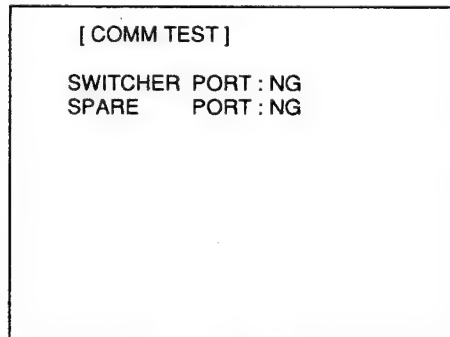 [ COMM TEST ]
SWITCHER PORT : NG
SPARE PORT : NG